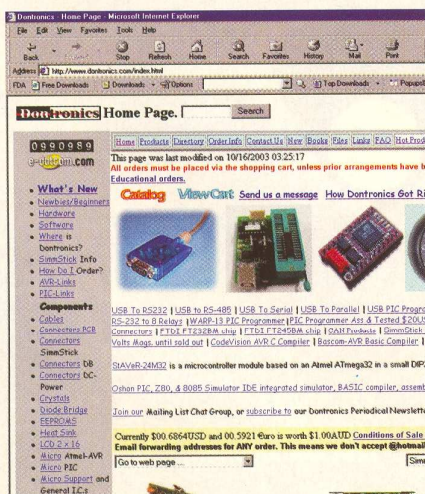 Dontronics - Home Page - Microsoft Internet Explorer
File Edit View Favorites Tools Help
Back Stop Refresh Home Search Favorites History Mail Print
Address http://www.dontronics.com/index.html
FDA Free Downloads Downloads Options Top Downloads
Dontronics Home Page. Search
0990989
Home Products Directory Order Info Contact Us New Books Files Links FAQ Hot Prod
This page was last modified on 10/16/2003 03:25:17
All orders must be placed via the shopping cart, unless prior arrangements have b
Educational orders.
Catalog ViewCart Send us a message How Dontronics Got Ri
What's New
Newbies/Beginners
Hardware
Software
Where is Dontronics?
SimmStick Info
How Do I Order?
AVR-Links
PIC-Links
Components
Cables
Connectors PCB
Connectors SimmStick
Connectors DB
Connectors DC-Power
Crystals
Diode Bridge
EEPROMS
Heat Sink
LCD 2 x 16
Micro Atmel-AVR
Micro PIC
Support and General I.C.s
USB To RS232 | USB to RS-485 | USB To Serial | USB To Parallel | USB PIC Progra
RS-232 to 8 Relays | WARP-13 PIC Programmer | PIC Programmer Ass & Tested $20US
Connectors | FTDI FT232BM chip | FTDI FT245BM chip | CAN Products | SimmStick
Volts Mags. until sold out | CodeVision AVR C Compiler | Bascom-AVR Basic Compiler |
StAVeR-24M32 is a microcontroller module based on an Atmel ATmega32 in a small DIP
Oshon PIC, Z80, & 8085 Simulator IDE integrated simulator, BASIC compiler, assemb
Join our Mailing List Chat Group, or subscribe to our Dontronics Periodical Newslette
Currently $00.6864USD and 00.5921 €uro is worth $1.00AUD Conditions of Sale
Email forwarding addresses for ANY order. This means we don't accept @hotmail
Go to web page ...